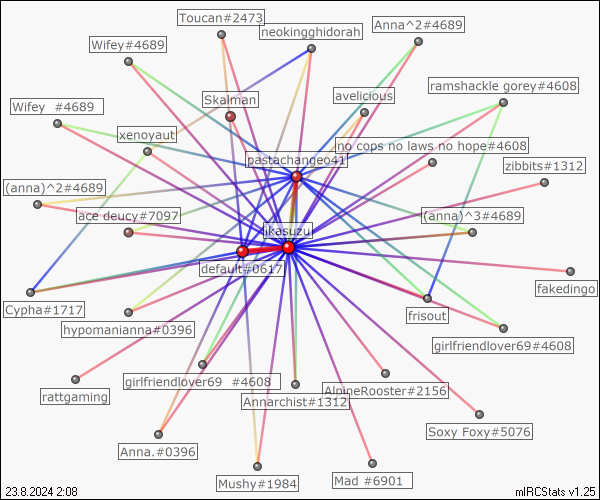 Toucan#2473
neokingghidorah
Anna^2#4689
Wifey#4689
ramshackle gorey#4608
Skalman
avelicious
Wifey  #4689
xenoyaut
no cops no laws no hope#4608
pastachange041
zibbits#1312
(anna)^2#4689
ace deucy#7097
(anna)^3#4689
ikasuzu
default#0617
fakedingo
Cypha#1717
frisout
hypomanianna#0396
girlfriendlover69#4608
girlfriendlover69  #4608
AlpineRooster#2156
rattgaming
Annarchist#1312
Soxy Foxy#5076
Anna.#0396
Mushy#1984
Mad #6901
23.8.2024 2:08
mIRCStats v1.25